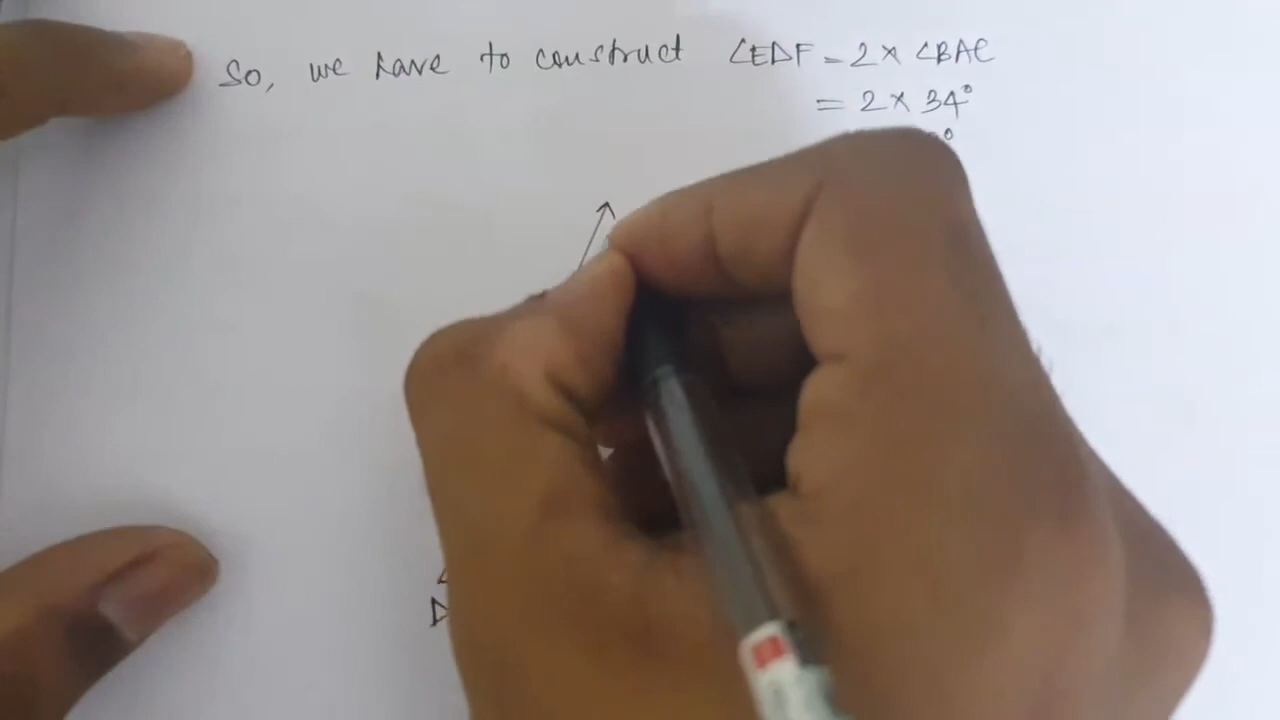 So, we have to construct ∠EDF = 2 × ∠BAC
= 2 × 34°
°
D